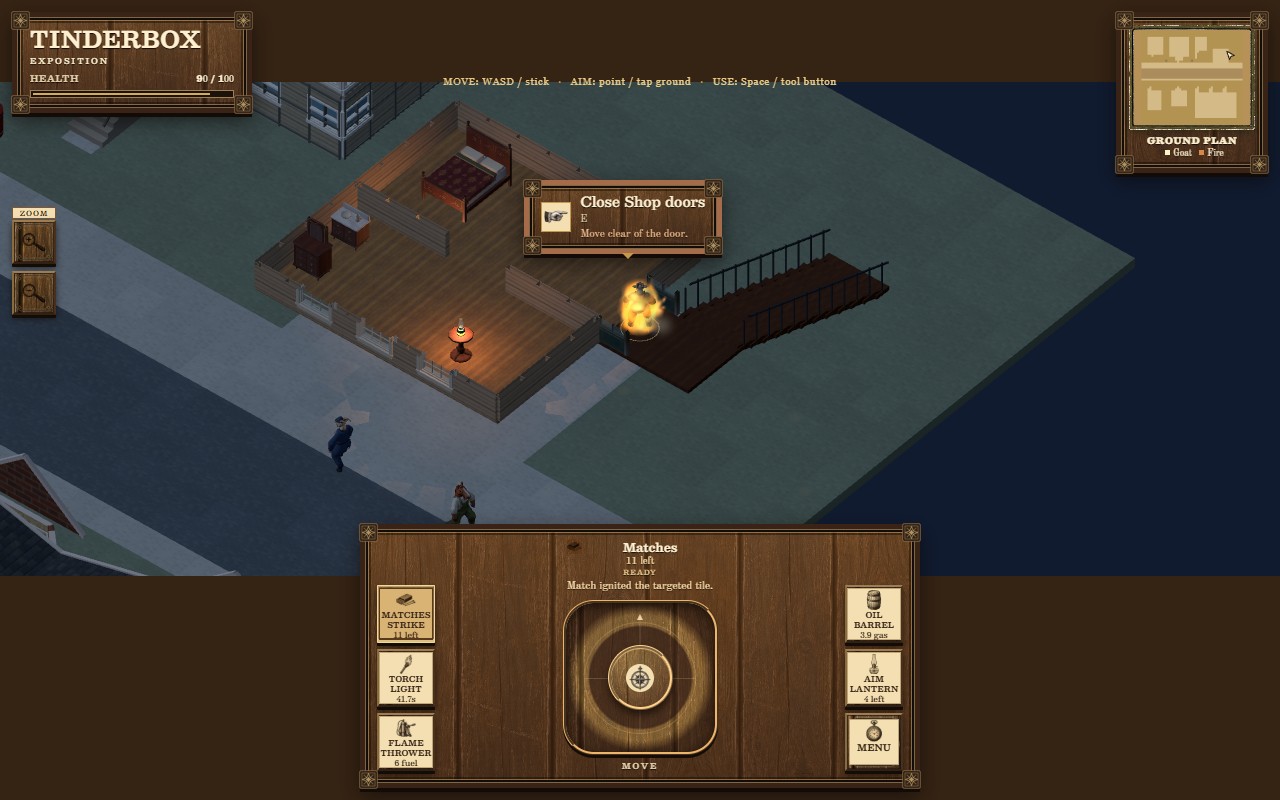 TINDERBOX
EXPOSITION
HEALTH 90 / 100
MOVE: WASD / stick · AIM: point / tap ground · USE: Space / tool button
GROUND PLAN
Goat Fire
ZOOM
Close Shop doors
E
Move clear of the door.
Matches
11 left
READY
Match ignited the targeted tile.
MATCHES
STRIKE
11 left
TORCH
LIGHT
41.7s
FLAME
THROWER
6 fuel
MOVE
OIL
BARREL
3.9 gas
AIM
LANTERN
4 left
MENU